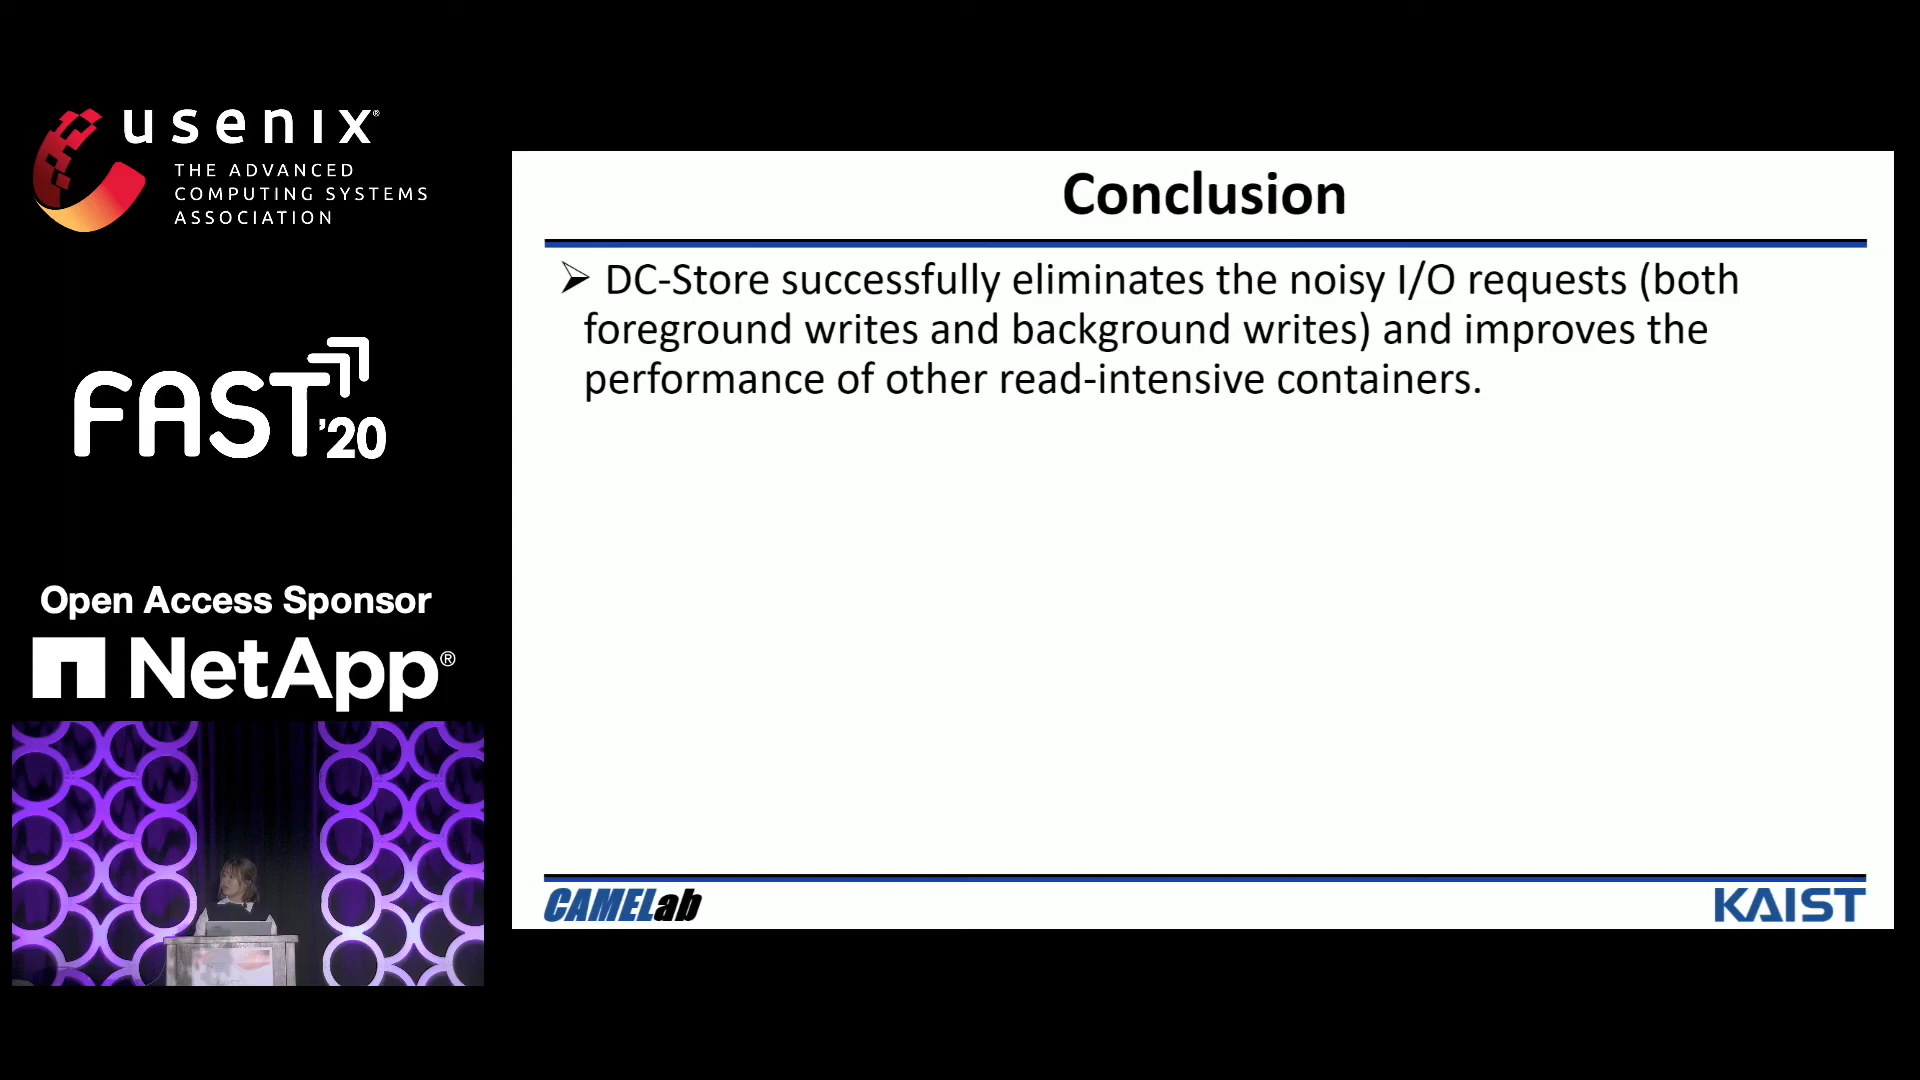 usenix®
THE ADVANCED
COMPUTING SYSTEMS
ASSOCIATION
FAST '20
Open Access Sponsor
NetApp®
Conclusion
➢ DC-Store successfully eliminates the noisy I/O requests (both
foreground writes and background writes) and improves the
performance of other read-intensive containers.
CAMELab
KAIST